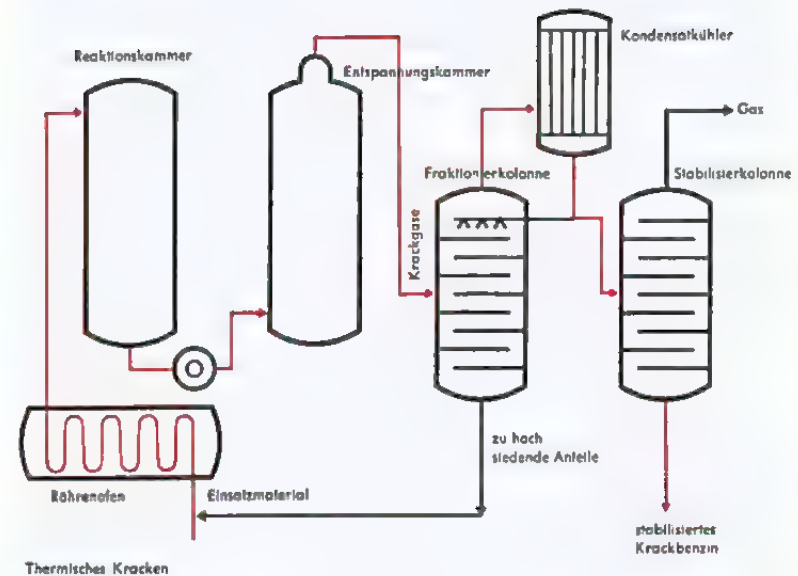 Reaktionskammer
Entspannungskammer
Kondensatkühler
Gas
Fraktionierkolonne
Stabilisierkolonne
Krackgase
zu hoch
siedende Anteile
Röhrenofen
Einsatzmaterial
stabilisiertes
Krackbenzin
Thermisches Kracken